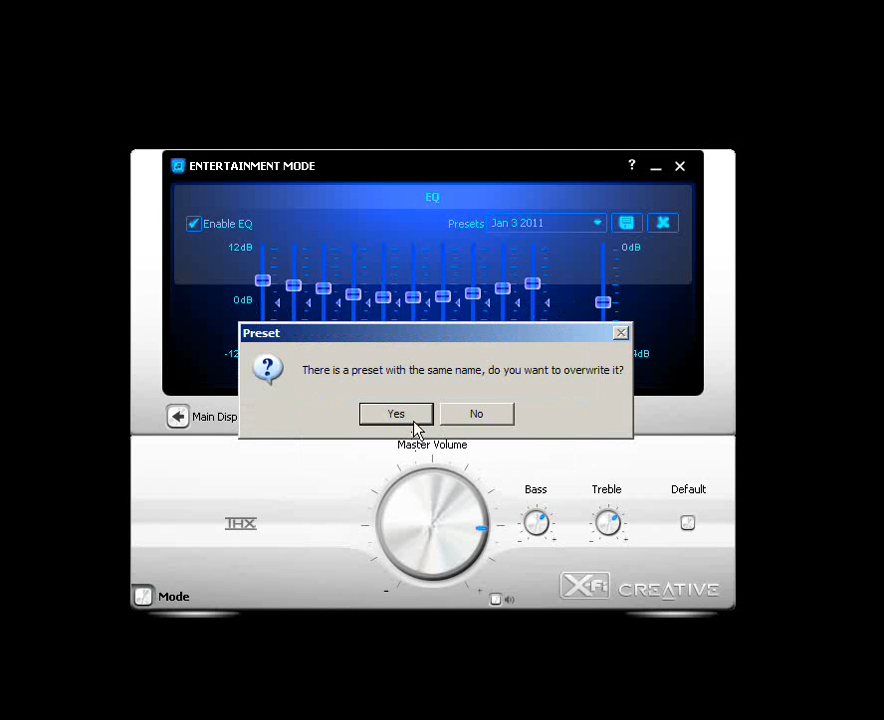 ENTERTAINMENT MODE
?
EQ
Enable EQ
Presets Jan 3 2011
12dB
0dB
0dB
-12
4dB
Preset
There is a preset with the same name, do you want to overwrite it?
Yes
No
Main Disp
Master Volume
Bass
Treble
Default
THX
- +
- +
- +
Mode
X-Fi CREATIVE